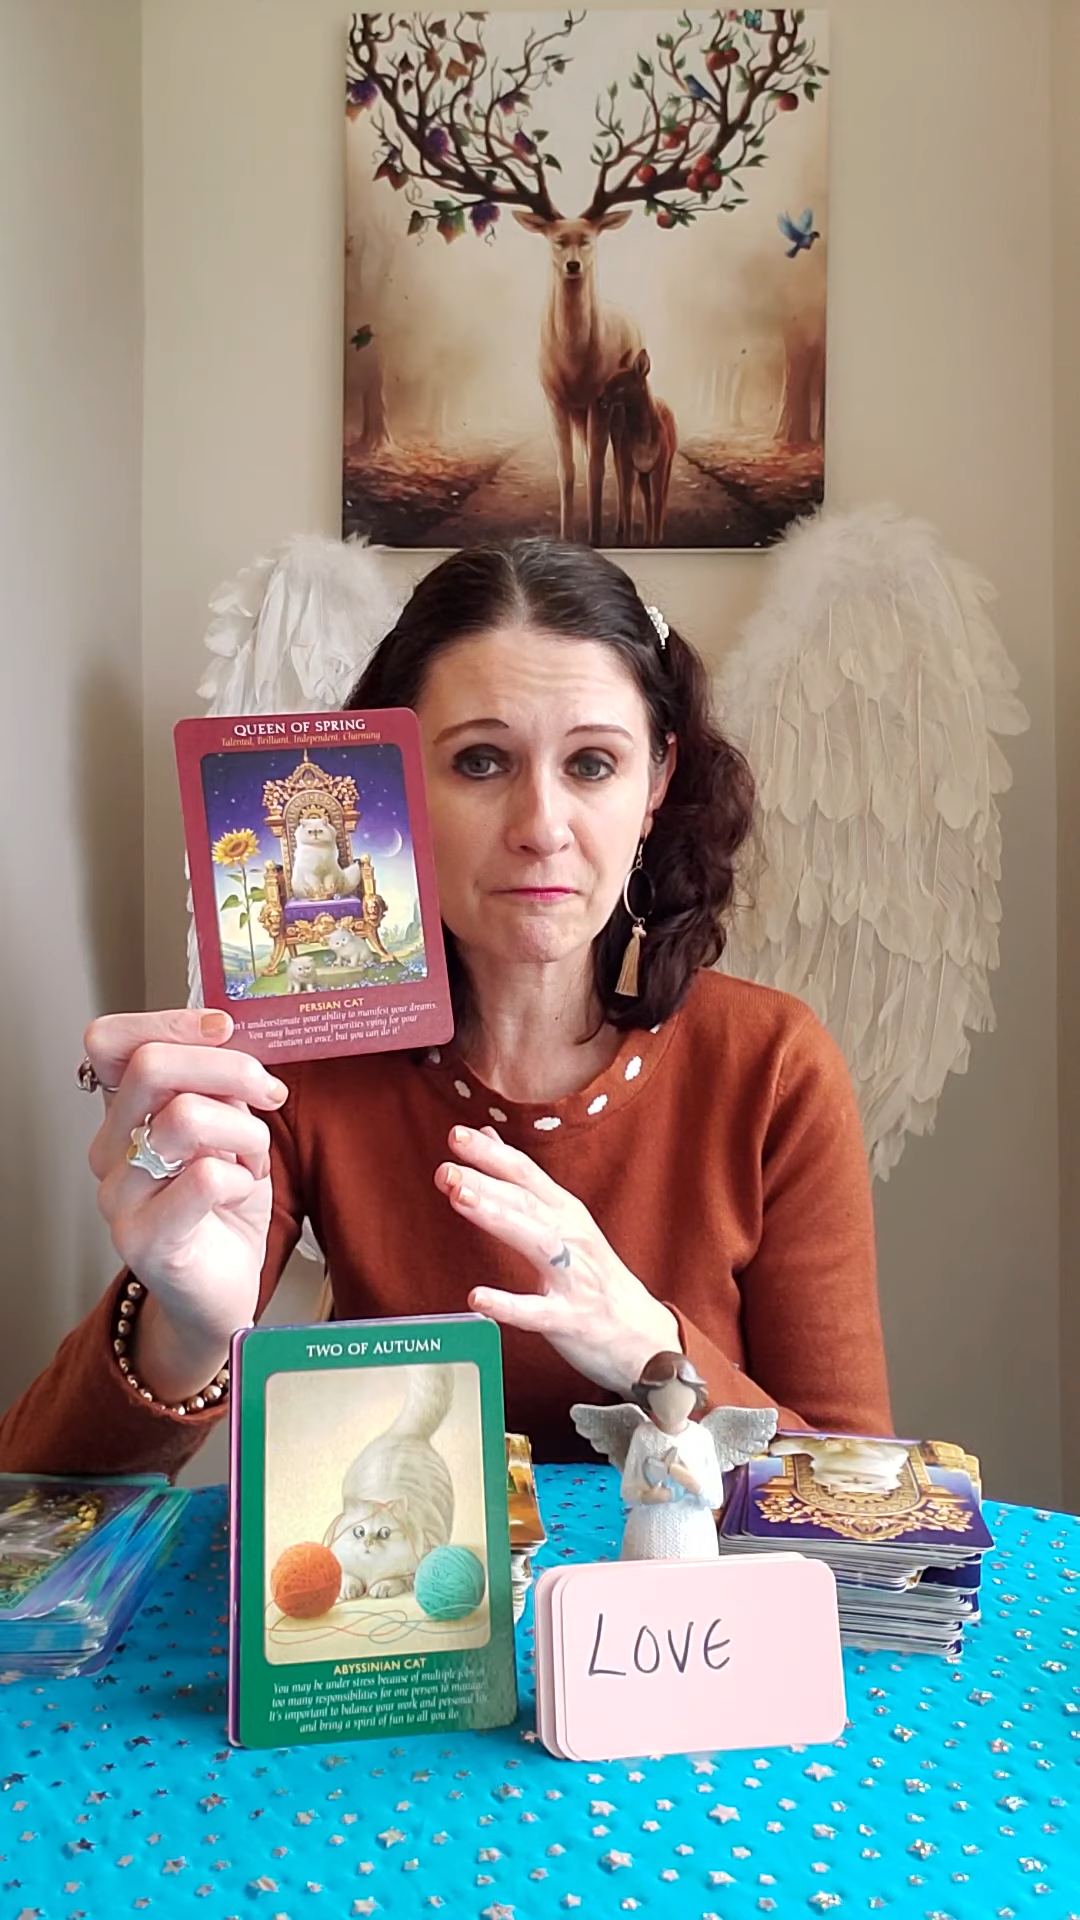 QUEEN OF SPRING
Talented, Brilliant, Independent, Charming
PERSIAN CAT
n't underestimate your ability to manifest your dreams.
You may have several priorities vying for your
attention at once, but you can do it!
TWO OF AUTUMN
ABYSSINIAN CAT
You may be under stress because of multiple jobs or
too many responsibilities for one person to manage.
It's important to balance your work and personal life,
and bring a spirit of fun to all you do.
LOVE